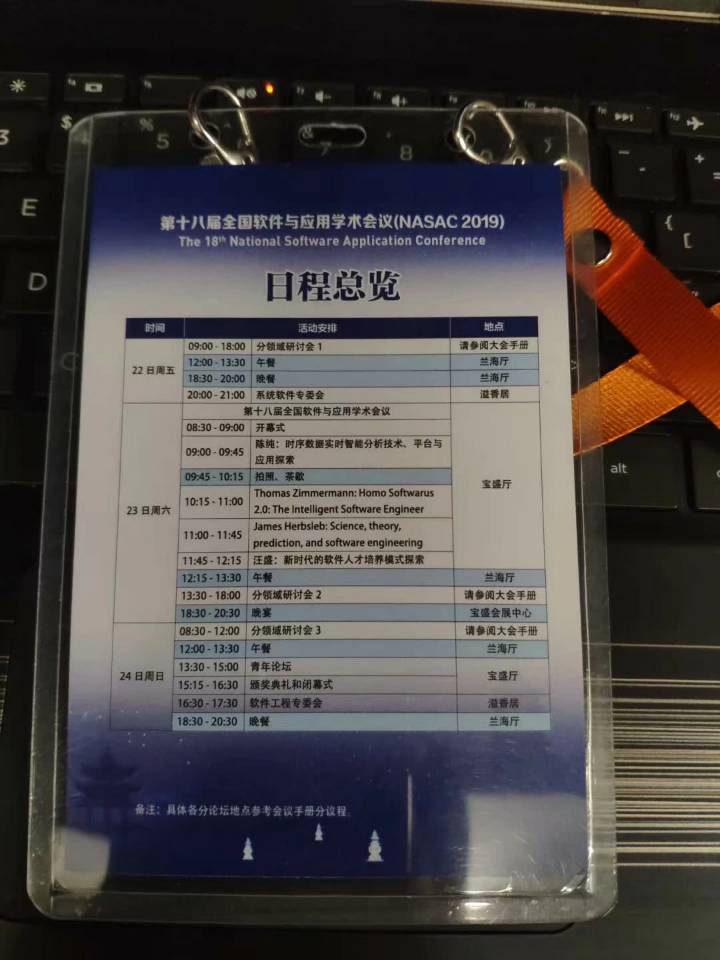 第十八届全国软件与应用学术会议(NASAC 2019)
The 18th National Software Application Conference
日程总览
时间 活动安排 地点
22 日周五
09:00 - 18:00 分领域研讨会 1 请参阅大会手册
12:00 - 13:30 午餐 兰海厅
18:30 - 20:00 晚餐 兰海厅
20:00 - 21:00 系统软件专委会 溢香居
23 日周六
第十八届全国软件与应用学术会议
08:30 - 09:00 开幕式
09:00 - 09:45 陈纯：时序数据实时智能分析技术、平台与
应用探索
09:45 - 10:15 拍照、茶歇
宝盛厅
10:15 - 11:00 Thomas Zimmermann: Homo Softwarus
2.0: The Intelligent Software Engineer
11:00 - 11:45 James Herbsleb: Science, theory,
prediction, and software engineering
11:45 - 12:15 汪盛：新时代的软件人才培养模式探索
12:15 - 13:30 午餐 兰海厅
13:30 - 18:00 分领域研讨会 2 请参阅大会手册
18:30 - 20:30 晚宴 宝盛会展中心
24 日周日
08:30 - 12:00 分领域研讨会 3 请参阅大会手册
12:00 - 13:30 午餐 兰海厅
13:30 - 15:00 青年论坛
宝盛厅
15:15 - 16:30 颁奖典礼和闭幕式
16:30 - 17:30 软件工程专委会 溢香居
18:30 - 20:30 晚餐 兰海厅
备注：具体各分论坛地点参考会议手册分议程。
E
D
alt